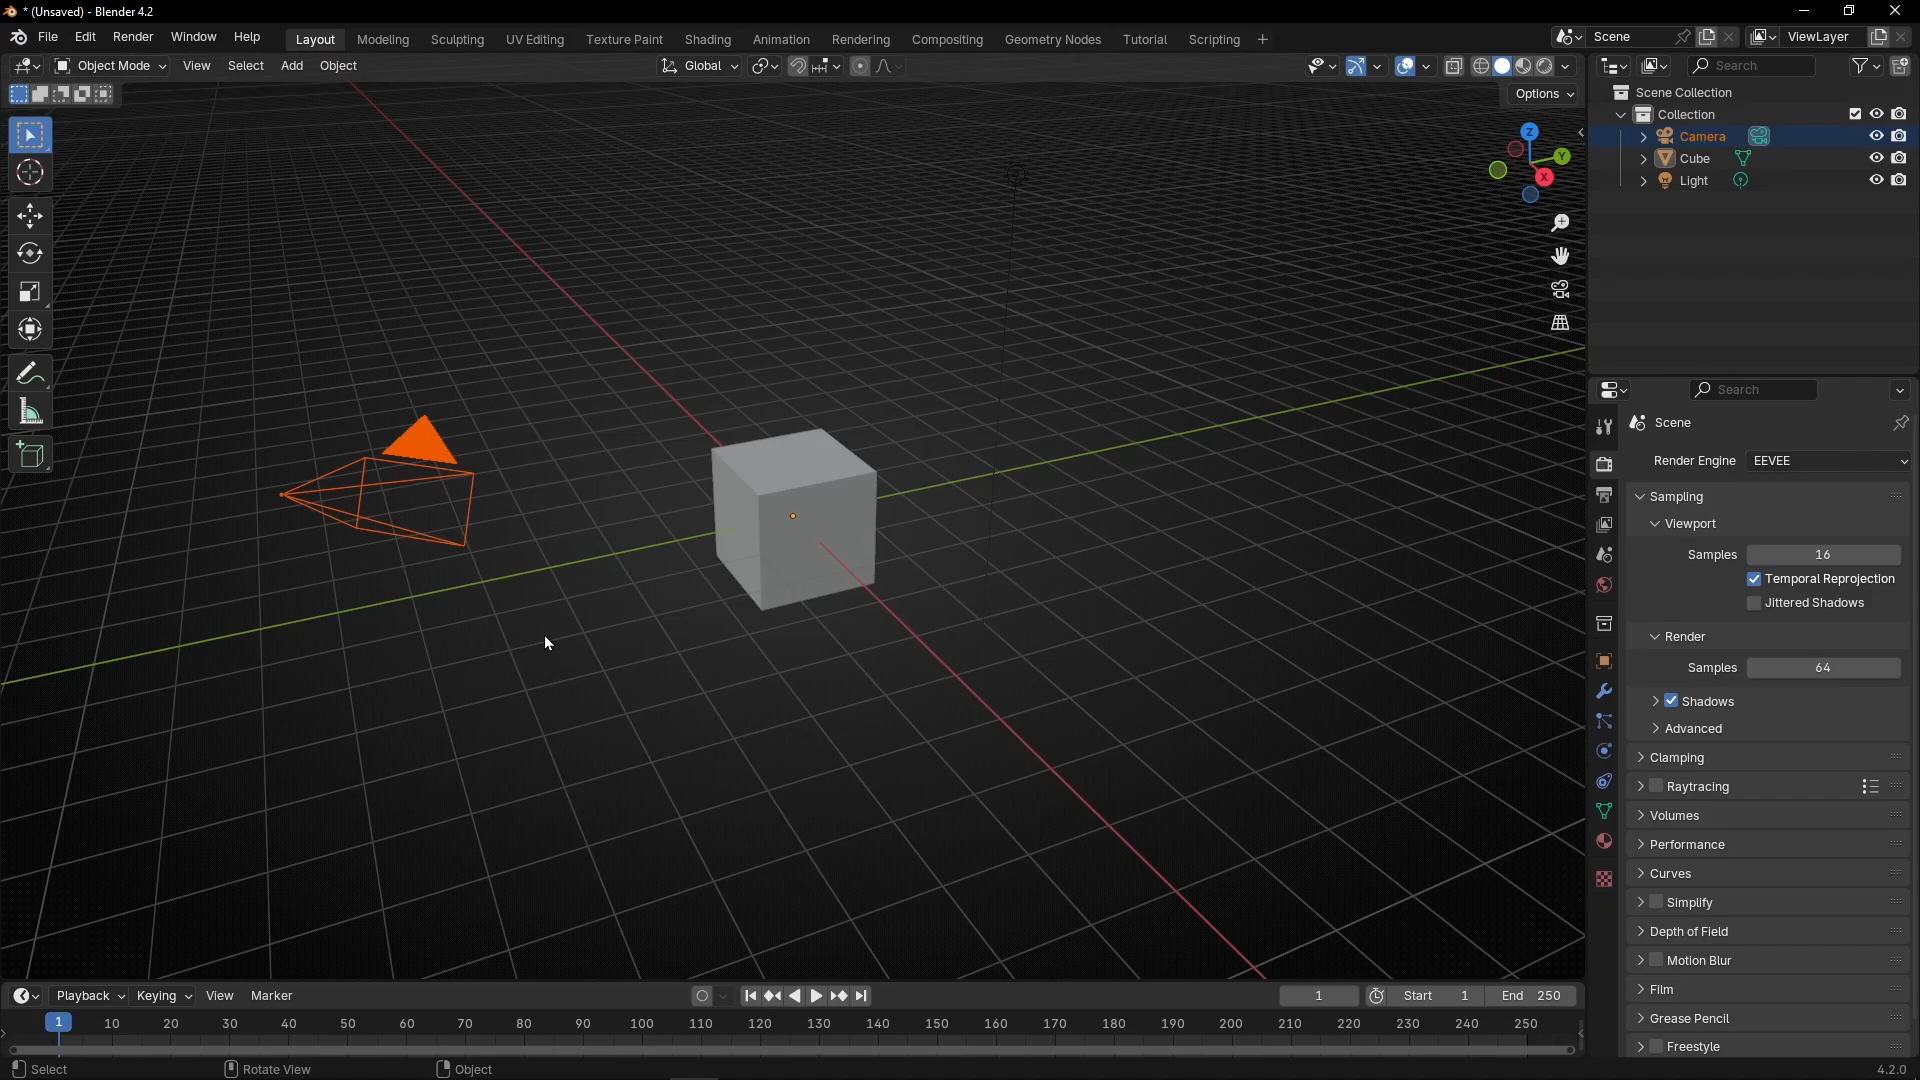 * (Unsaved) - Blender 4.2
File Edit Render Window Help Layout Modeling Sculpting UV Editing Texture Paint Shading Animation Rendering Compositing Geometry Nodes Tutorial Scripting + Scene ViewLayer
Object Mode View Select Add Object Global Search
Options
Scene Collection
Collection
Camera
Cube
Light
Z
Y
X
Search
Scene
Render Engine EEVEE
Sampling
Viewport
Samples 16
Temporal Reprojection
Jittered Shadows
Render
Samples 64
Shadows
Advanced
Clamping
Raytracing
Volumes
Performance
Curves
Simplify
Depth of Field
Motion Blur
Film
Grease Pencil
Freestyle
Playback Keying View Marker 1 Start 1 End 250
1 10 20 30 40 50 60 70 80 90 100 110 120 130 140 150 160 170 180 190 200 210 220 230 240 250
Select Rotate View Object 4.2.0